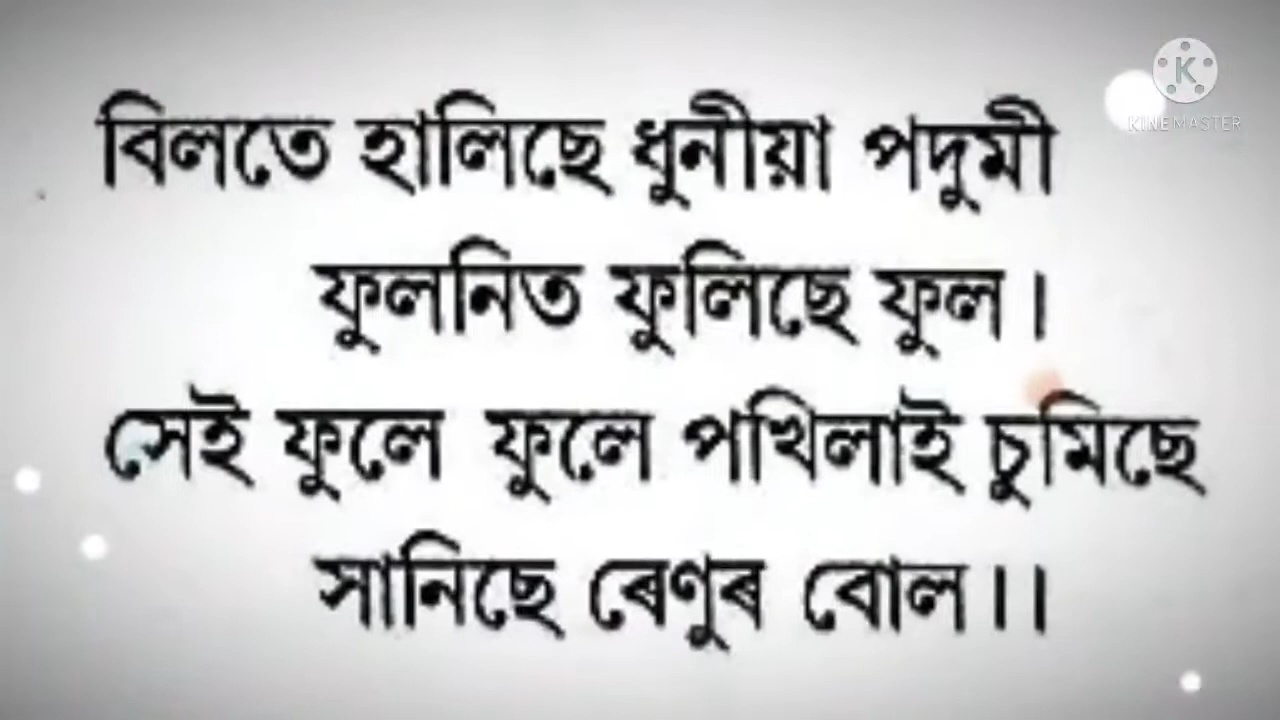 বিলতে হালিছে ধুনীয়া পদুমী
ফুলনিত ফুলিছে ফুল।
সেই ফুলে ফুলে পখিলাই চুমিছে
সানিছে ৰেণুৰ বোল।।
KINEMASTER